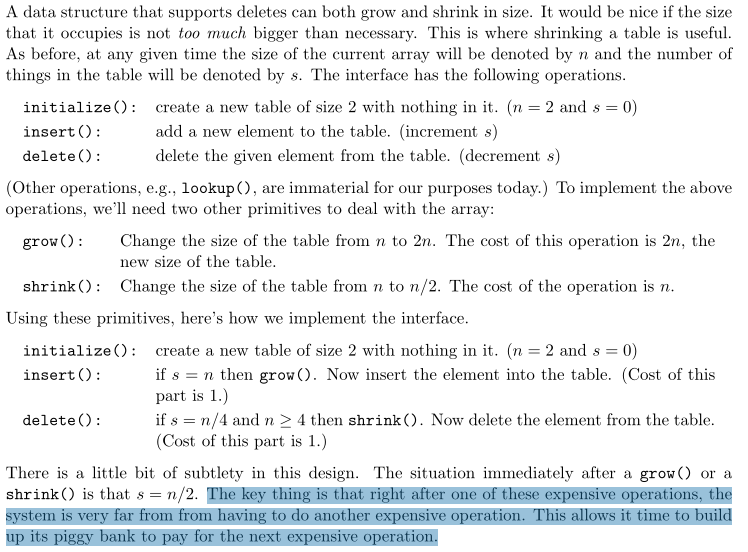 A data structure that supports deletes can both grow and shrink in size. It would be nice if the size
that it occupies is not too much bigger than necessary. This is where shrinking a table is useful.
As before, at any given time the size of the current array will be denoted by n and the number of
things in the table will be denoted by s. The interface has the following operations.
initialize(): create a new table of size 2 with nothing in it. (n = 2 and s = 0)
insert(): add a new element to the table. (increment s)
delete(): delete the given element from the table. (decrement s)
(Other operations, e.g., lookup(), are immaterial for our purposes today.) To implement the above
operations, we'll need two other primitives to deal with the array:
grow(): Change the size of the table from n to 2n. The cost of this operation is 2n, the
new size of the table.
shrink(): Change the size of the table from n to n/2. The cost of the operation is n.
Using these primitives, here's how we implement the interface.
initialize(): create a new table of size 2 with nothing in it. (n = 2 and s = 0)
insert(): if s = n then grow(). Now insert the element into the table. (Cost of this
part is 1.)
delete(): if s = n/4 and n ≥ 4 then shrink(). Now delete the element from the table.
(Cost of this part is 1.)
There is a little bit of subtlety in this design. The situation immediately after a grow() or a
shrink() is that s = n/2. The key thing is that right after one of these expensive operations, the
system is very far from from having to do another expensive operation. This allows it time to build
up its piggy bank to pay for the next expensive operation.